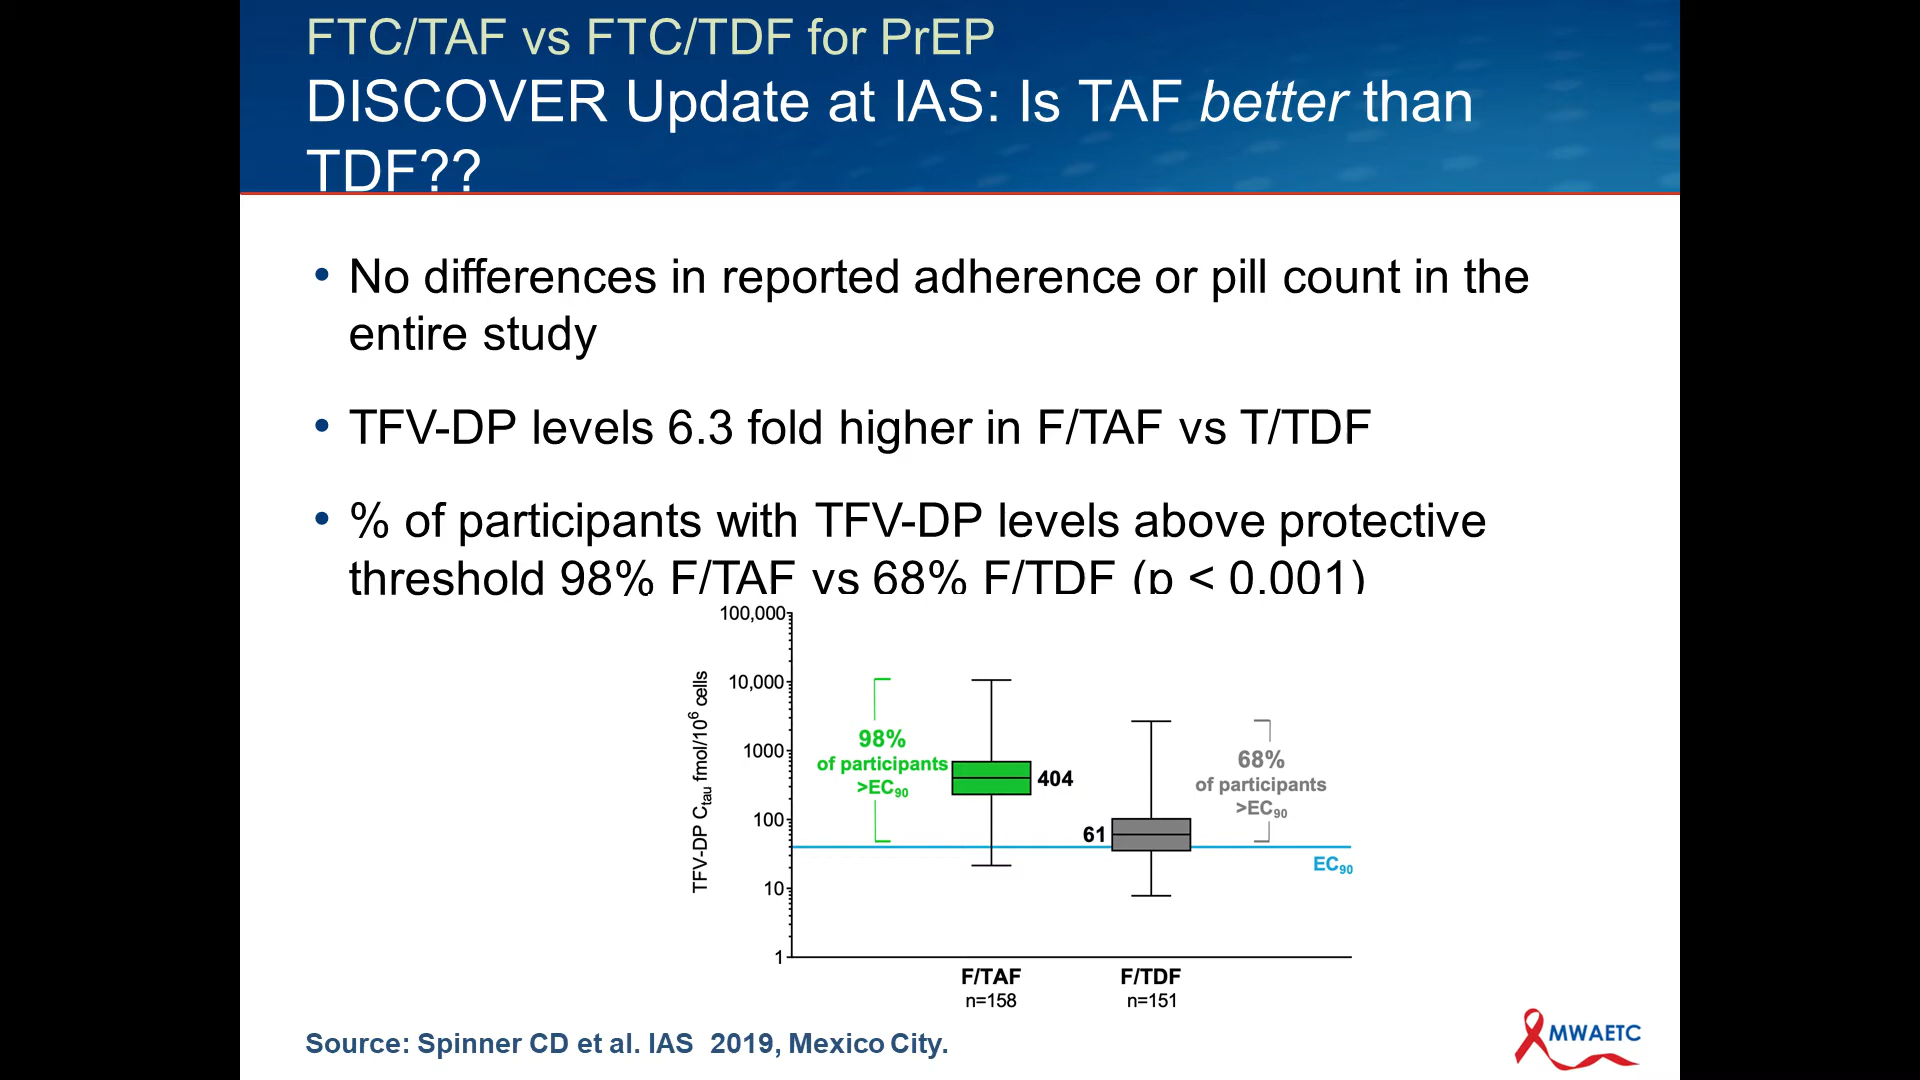 FTC/TAF vs FTC/TDF for PrEP
DISCOVER Update at IAS: Is TAF better than
TDF??
• No differences in reported adherence or pill count in the
entire study
• TFV-DP levels 6.3 fold higher in F/TAF vs T/TDF
• % of participants with TFV-DP levels above protective
threshold 98% F/TAF vs 68% F/TDF (p < 0.001)
TFV-DP Ctau fmol/10⁶ cells
100,000
10,000
1000
100
10
1
98%
of participants
>EC₉₀
404
61
68%
of participants
>EC₉₀
EC₉₀
F/TAF
n=158
F/TDF
n=151
Source: Spinner CD et al. IAS  2019, Mexico City.
MWAETC